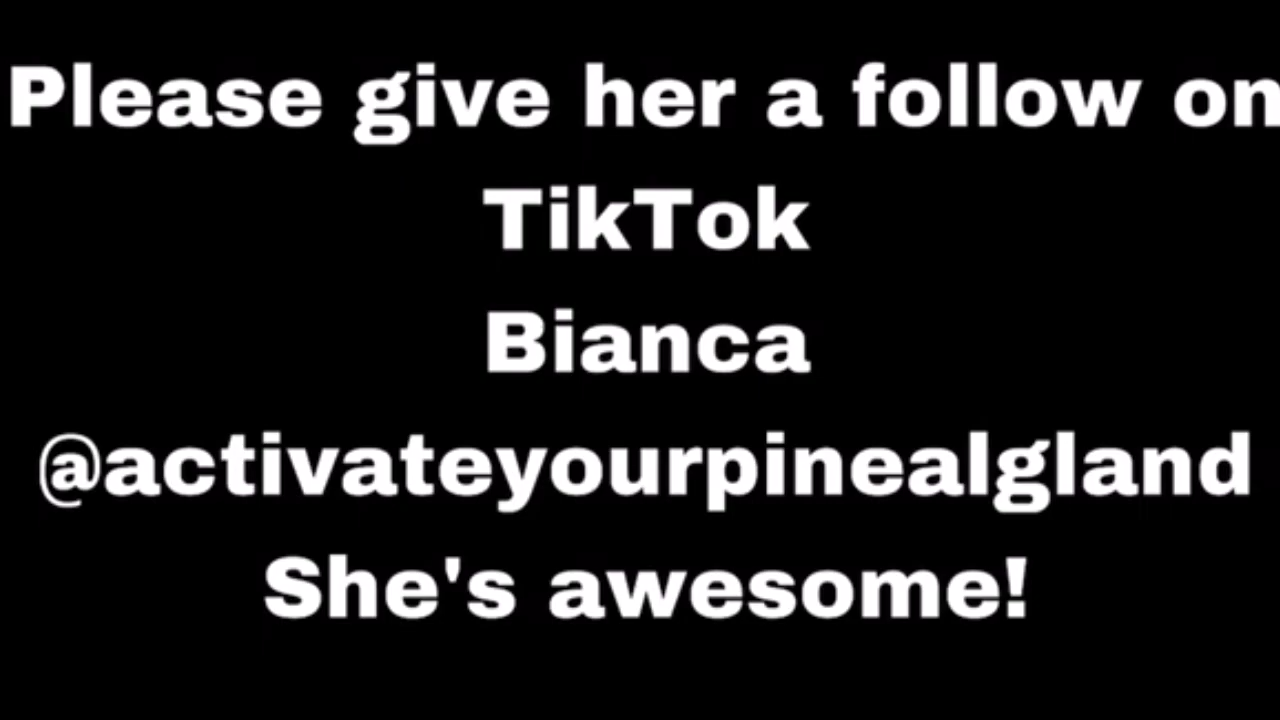 Please give her a follow on
TikTok
Bianca
@activateyourpinealgland
She's awesome!